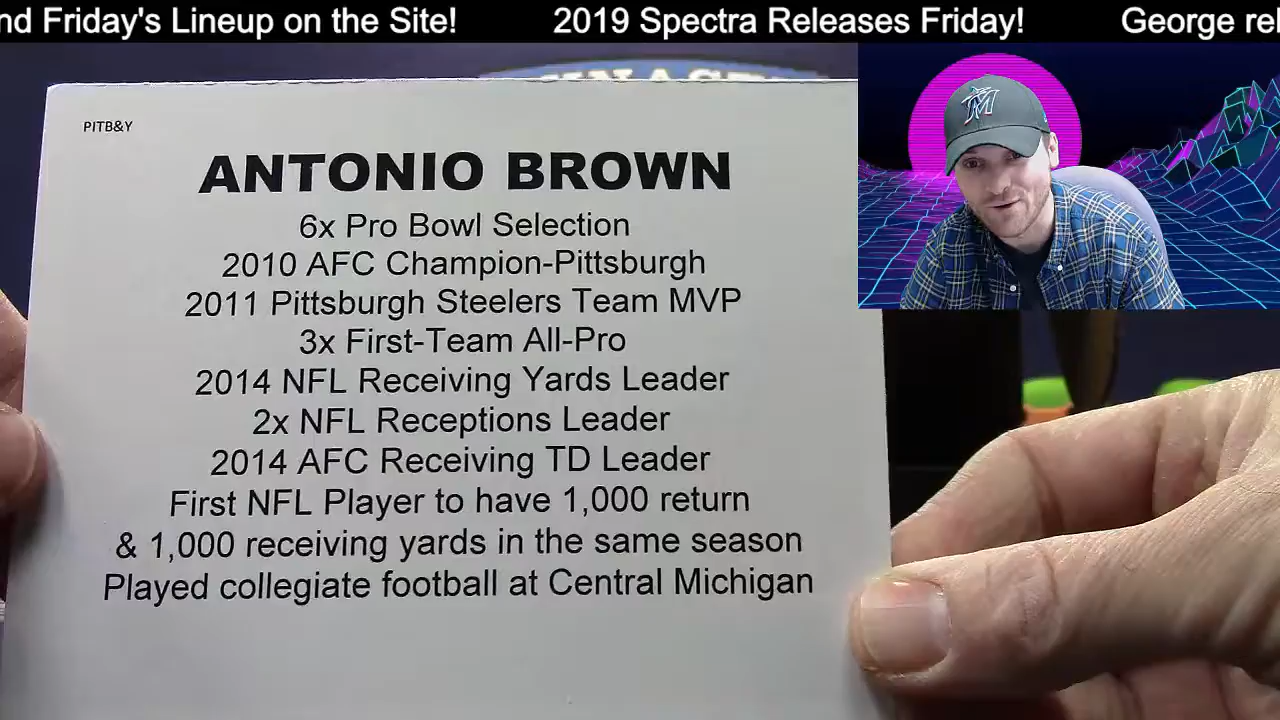 nd Friday's Lineup on the Site! 2019 Spectra Releases Friday! George rel
PITB&Y
ANTONIO BROWN
6x Pro Bowl Selection
2010 AFC Champion-Pittsburgh
2011 Pittsburgh Steelers Team MVP
3x First-Team All-Pro
2014 NFL Receiving Yards Leader
2x NFL Receptions Leader
2014 AFC Receiving TD Leader
First NFL Player to have 1,000 return
& 1,000 receiving yards in the same season
Played collegiate football at Central Michigan